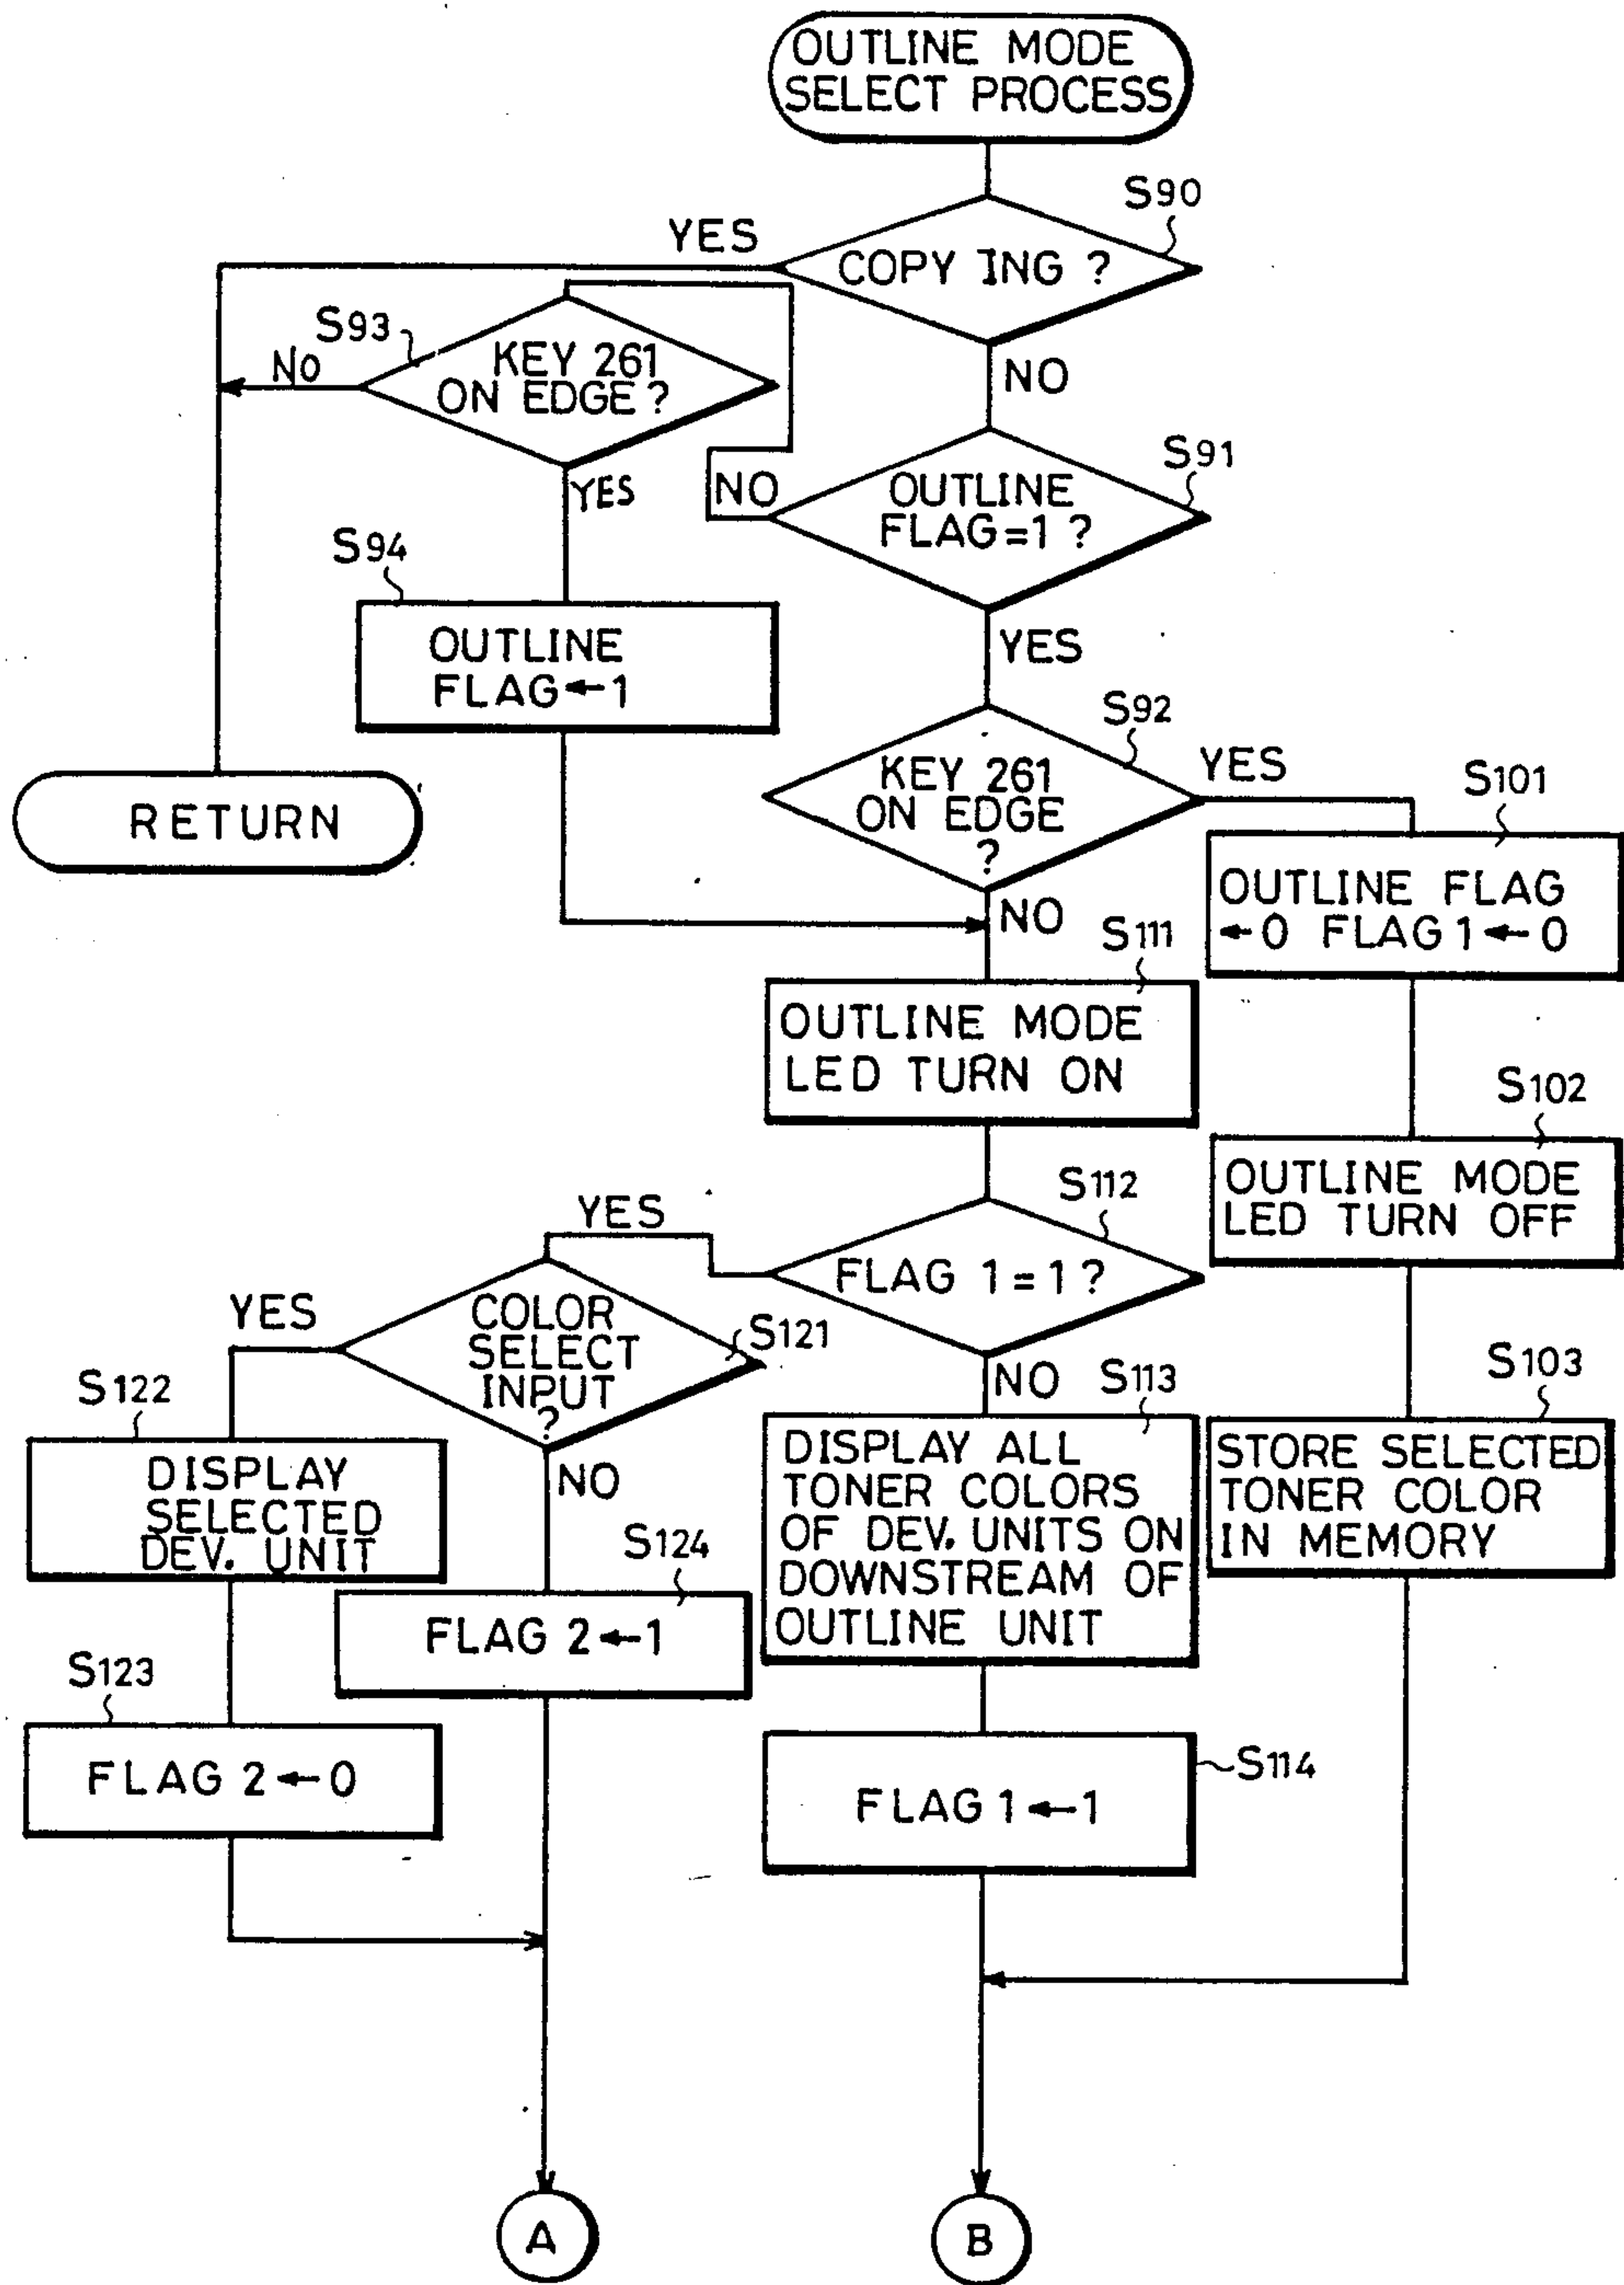 OUTLINE MODE
SELECT PROCESS
S90
YES
COPY ING ?
S93
NO
KEY 261
ON EDGE?
NO
S91
YES
NO
OUTLINE
FLAG=1 ?
S94
OUTLINE
FLAG←1
YES
S92
KEY 261
ON EDGE
?
YES
S101
RETURN
OUTLINE FLAG
←0 FLAG 1←0
NO
S111
OUTLINE MODE
LED TURN ON
S102
OUTLINE MODE
LED TURN OFF
S112
YES
FLAG 1=1?
YES
COLOR
SELECT
INPUT
?
S121
NO
S113
S103
S122
DISPLAY
SELECTED
DEV. UNIT
NO
DISPLAY ALL
TONER COLORS
OF DEV. UNITS ON
DOWNSTREAM OF
OUTLINE UNIT
STORE SELECTED
TONER COLOR
IN MEMORY
S124
FLAG 2←1
S123
FLAG 2←0
S114
FLAG 1←1
A
B